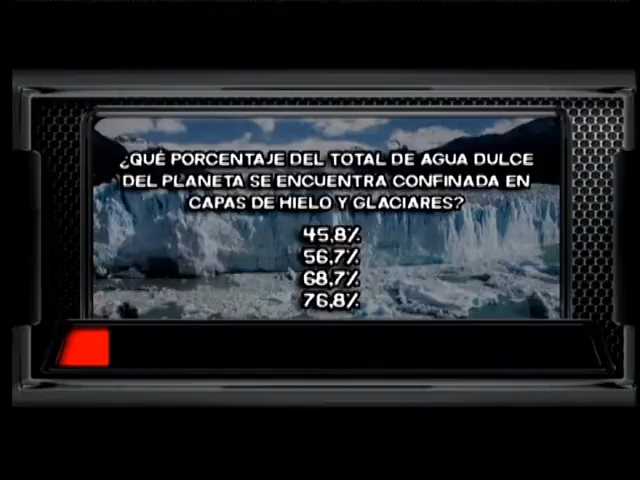 ¿QUÉ PORCENTAJE DEL TOTAL DE AGUA DULCE
DEL PLANETA SE ENCUENTRA CONFINADA EN
CAPAS DE HIELO Y GLACIARES?
45,8%
56,7%
68,7%
76,8%